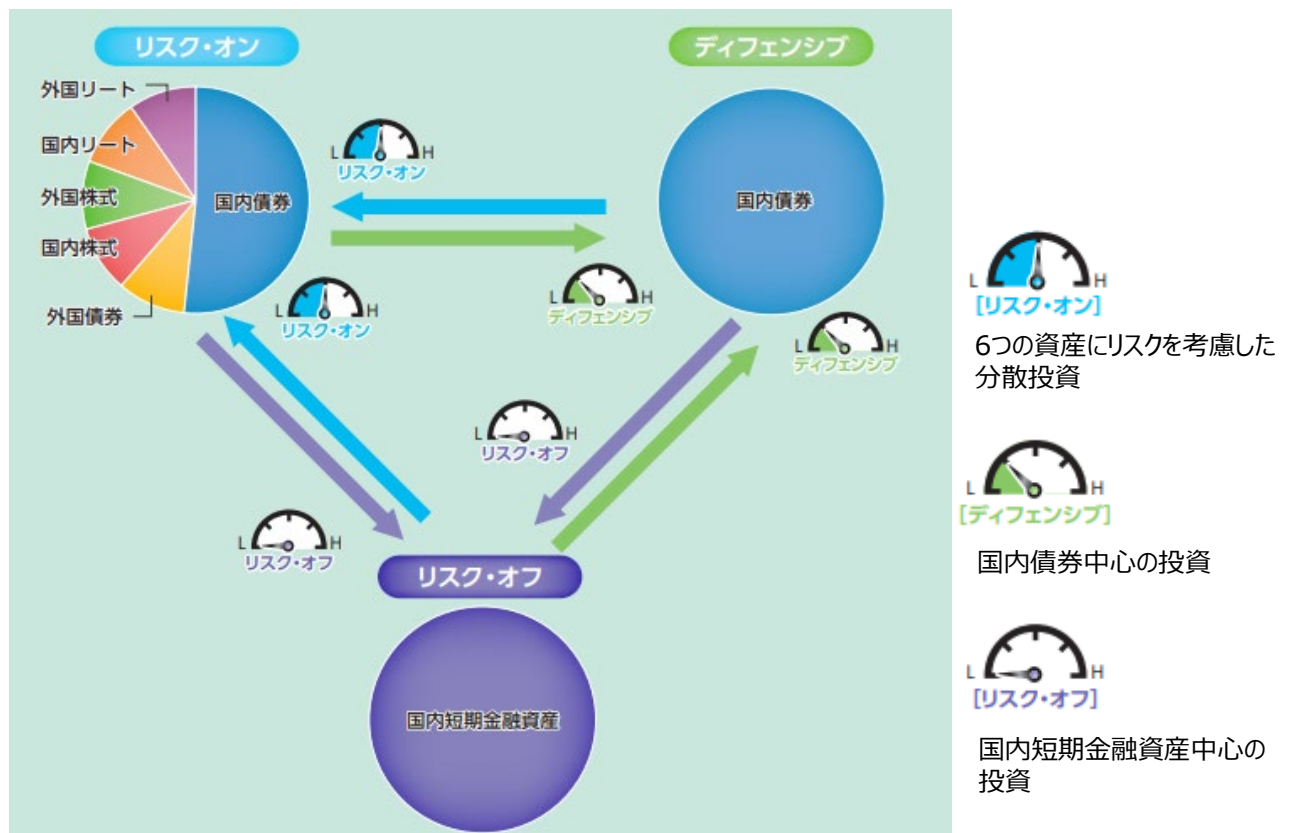 リスク・オン
ディフェンシブ
外国リート
国内リート
外国株式
国内株式
外国債券
国内債券
国内債券
L H
リスク・オン
L H
リスク・オン
L H
ディフェンシブ
L H
ディフェンシブ
L H
リスク・オフ
L H
リスク・オフ
リスク・オフ
国内短期金融資産
L H
[リスク・オン]
6つの資産にリスクを考慮した
分散投資
L H
[ディフェンシブ]
国内債券中心の投資
L H
[リスク・オフ]
国内短期金融資産中心の
投資